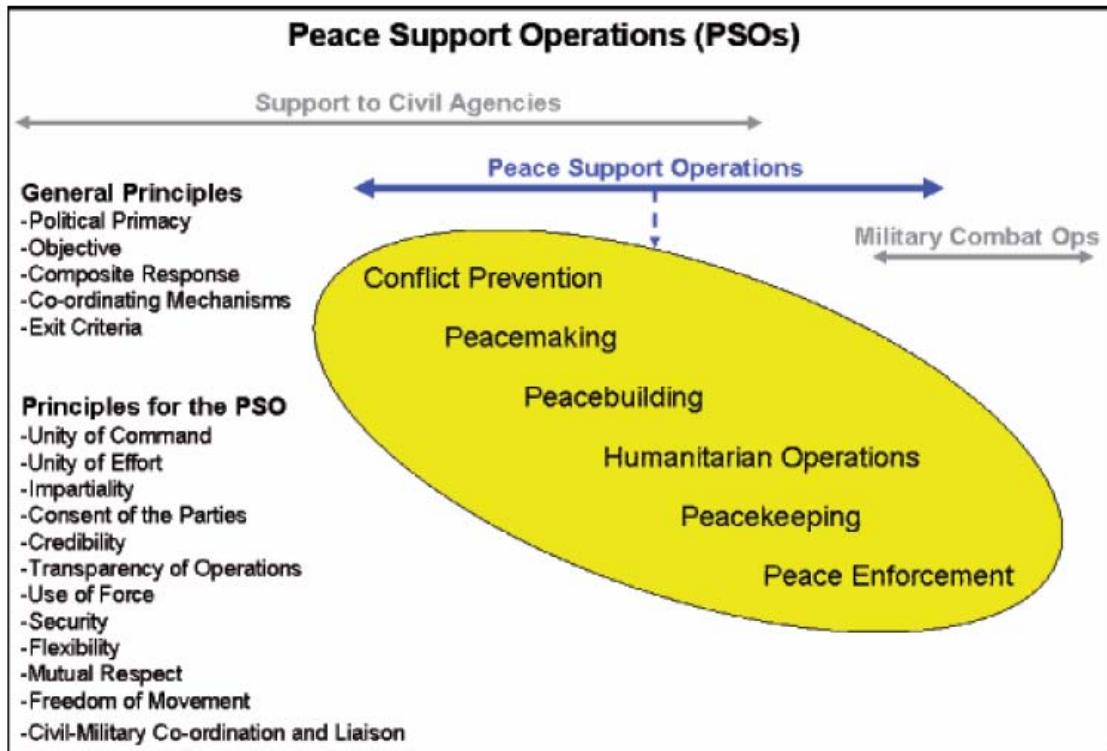 Peace Support Operations (PSOs)
Support to Civil Agencies
Peace Support Operations
Military Combat Ops
General Principles
-Political Primacy
-Objective
-Composite Response
-Co-ordinating Mechanisms
-Exit Criteria
Principles for the PSO
-Unity of Command
-Unity of Effort
-Impartiality
-Consent of the Parties
-Credibility
-Transparency of Operations
-Use of Force
-Security
-Flexibility
-Mutual Respect
-Freedom of Movement
-Civil-Military Co-ordination and Liaison
Conflict Prevention
Peacemaking
Peacebuilding
Humanitarian Operations
Peacekeeping
Peace Enforcement